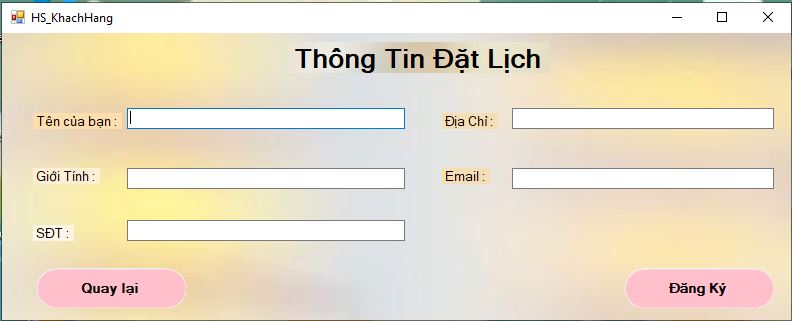 HS_KhachHang
Thông Tin Đặt Lịch
Tên của bạn :
Địa Chỉ :
Giới Tính :
Email :
SĐT :
Quay lại
Đăng Ký